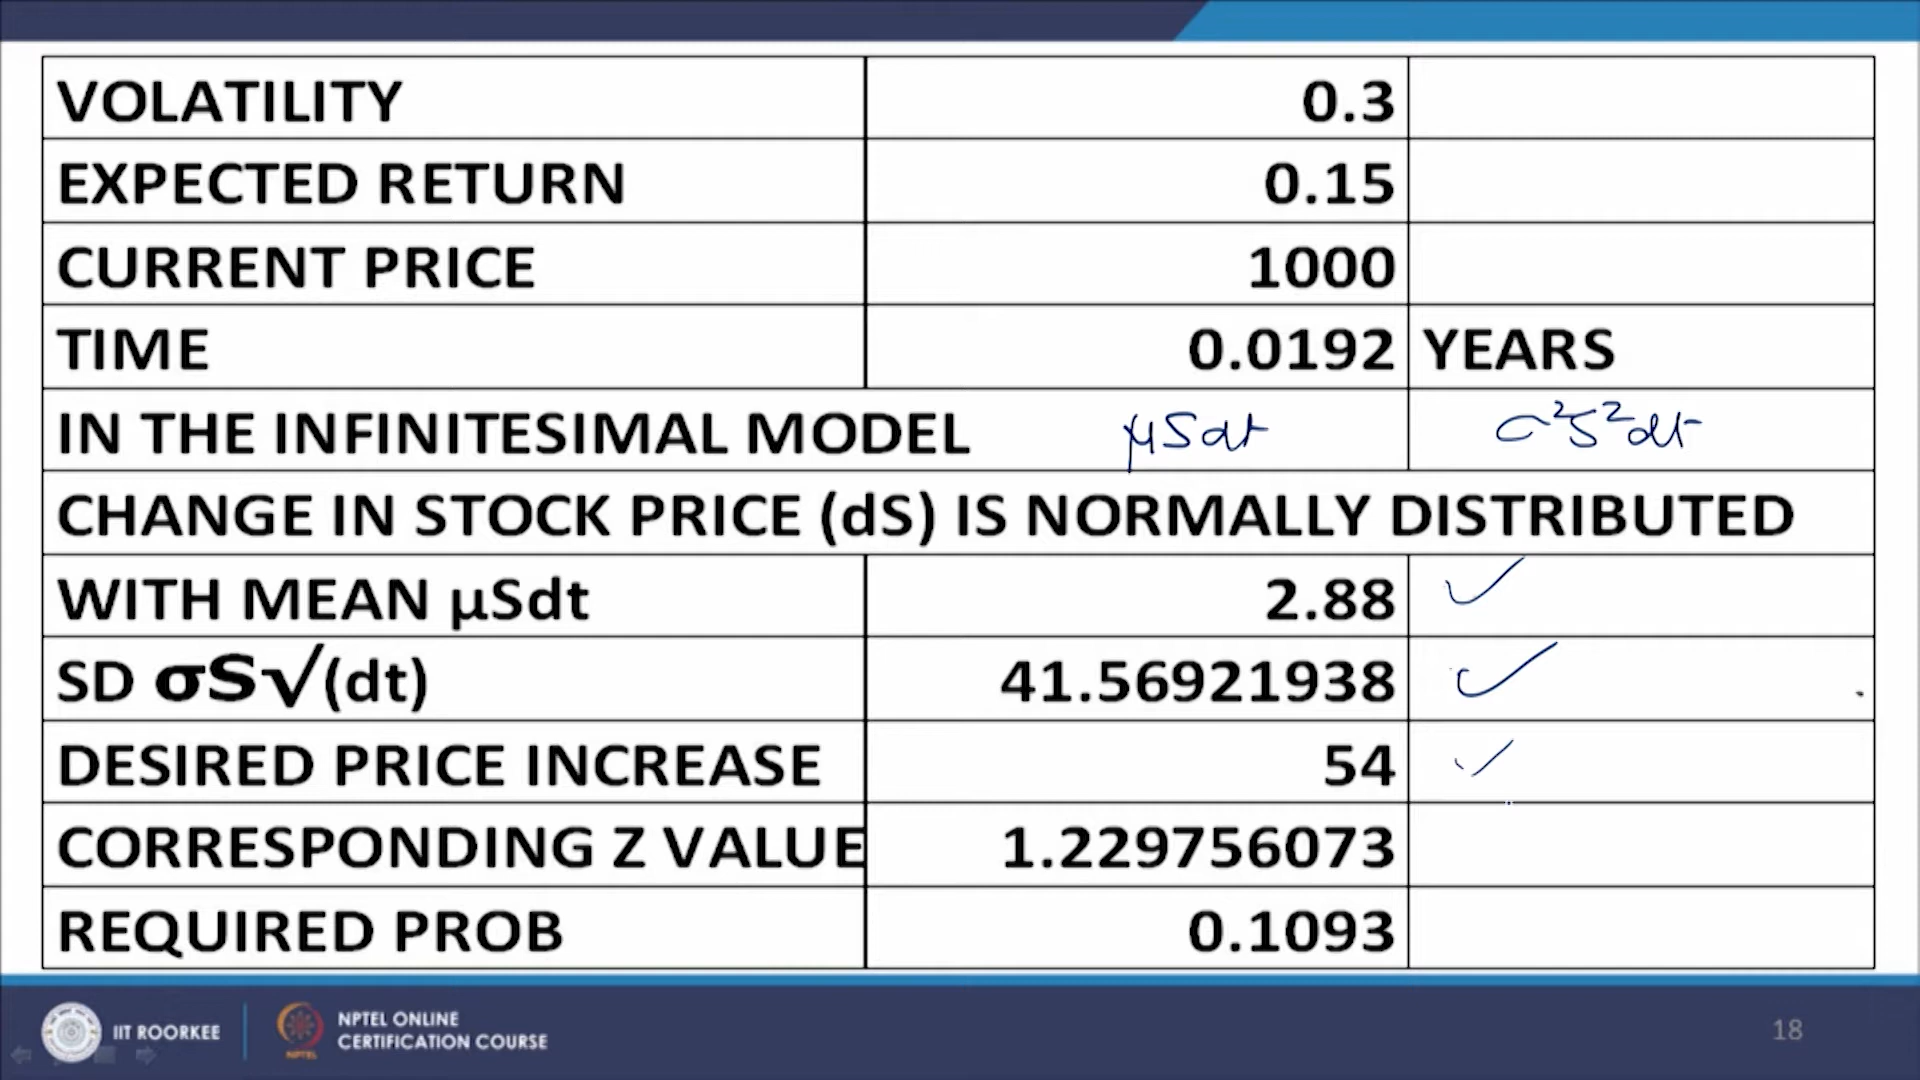 VOLATILITY 0.3
EXPECTED RETURN 0.15
CURRENT PRICE 1000
TIME 0.0192 YEARS
IN THE INFINITESIMAL MODEL μSdt σ²S²dt
CHANGE IN STOCK PRICE (dS) IS NORMALLY DISTRIBUTED
WITH MEAN μSdt 2.88
SD σS√(dt) 41.56921938
DESIRED PRICE INCREASE 54
CORRESPONDING Z VALUE 1.229756073
REQUIRED PROB 0.1093
IIT ROORKEE
NPTEL
NPTEL ONLINE
CERTIFICATION COURSE
18